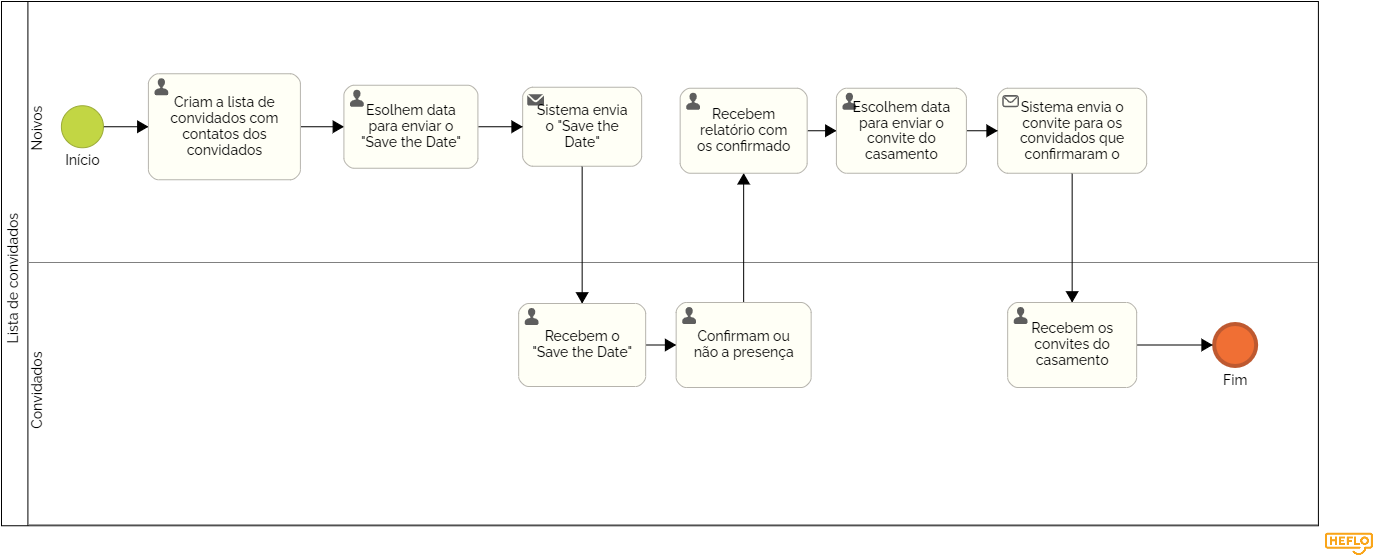 Lista de convidados
Noivos
Início
Criam a lista de
convidados com
contatos dos
convidados
Esolhem data
para enviar o
"Save the Date"
Sistema envia
o "Save the
Date"
Recebem
relatório com
os confirmado
Escolhem data
para enviar o
convite do
casamento
Sistema envia o
convite para os
convidados que
confirmaram o
Convidados
Recebem o
"Save the Date"
Confirmam ou
não a presença
Recebem os
convites do
casamento
Fim
HEFLO